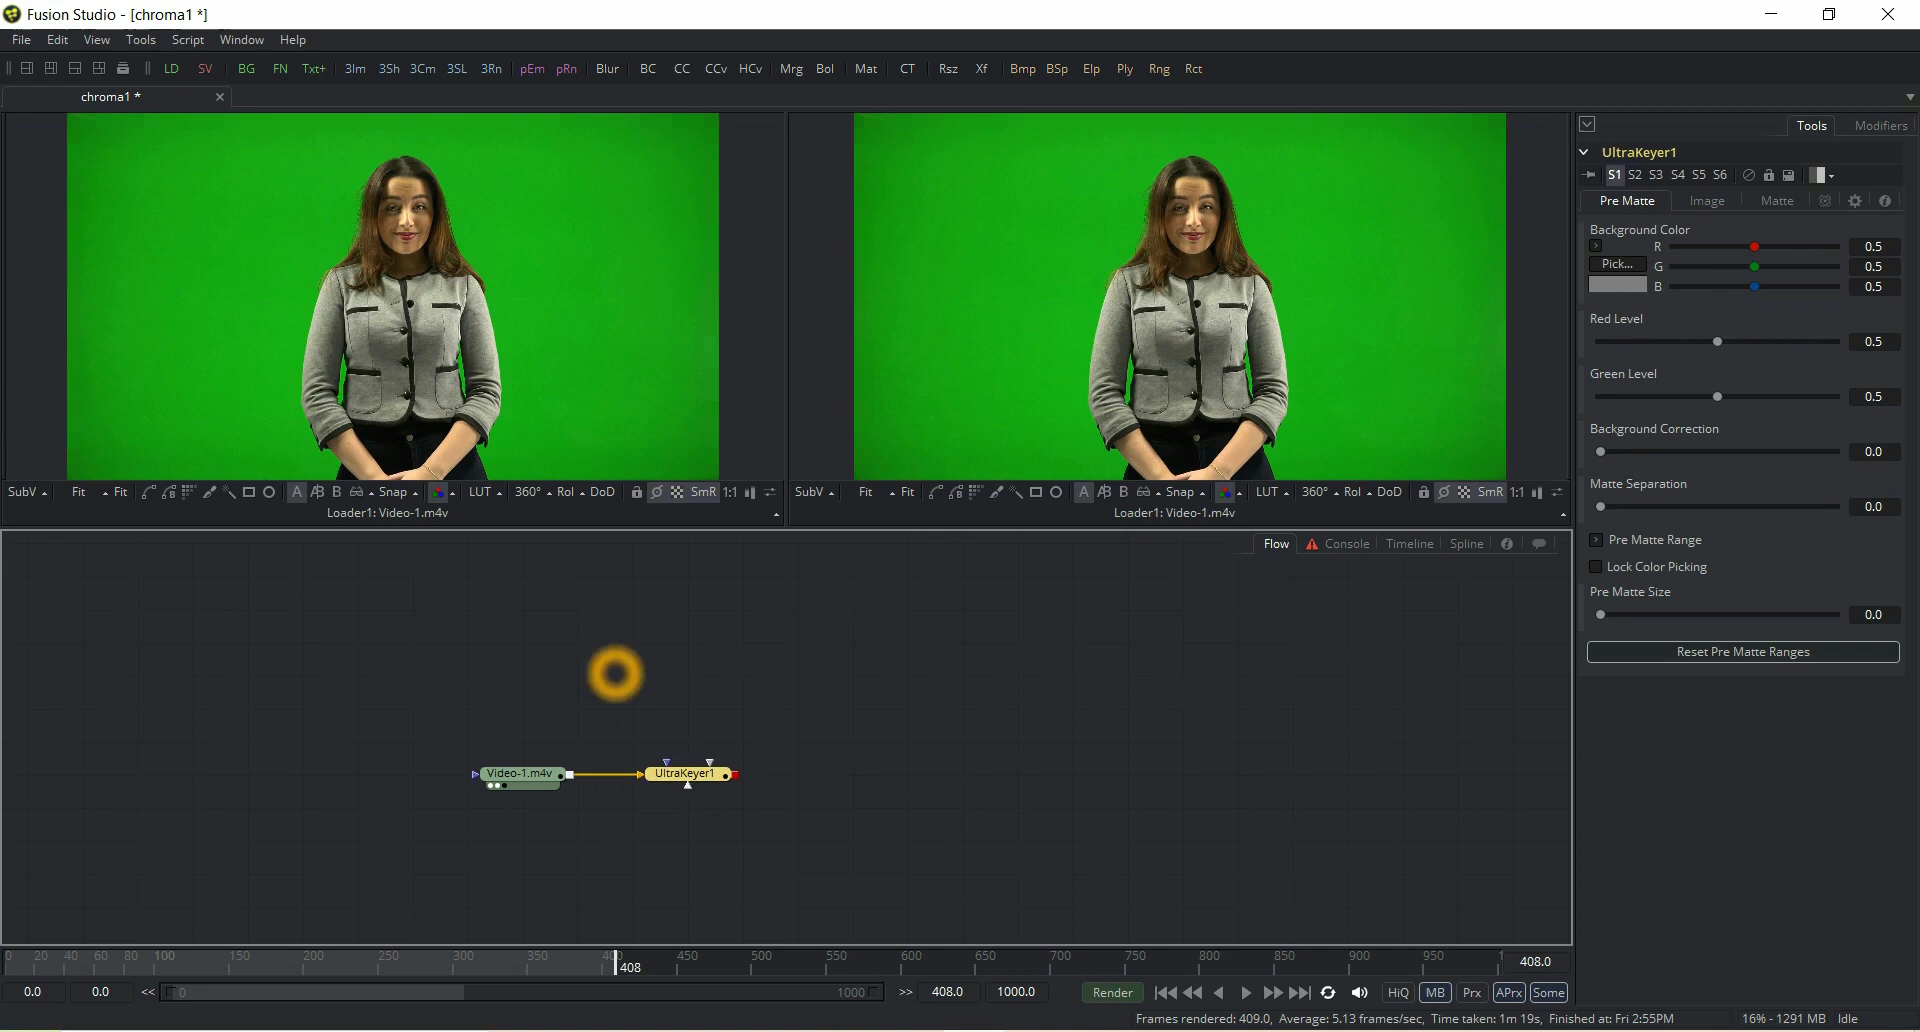 Fusion Studio - [chroma1 *]
File Edit View Tools Script Window Help
LD SV BG FN Txt+ 3Im 3Sh 3Cm 3SL 3Rn pEm pRn Blur BC CC CCv HCv Mrg Bol Mat CT Rsz Xf Bmp BSp Elp Ply Rng Rct
chroma1 *
Tools Modifiers
UltraKeyer1
S1 S2 S3 S4 S5 S6
Pre Matte Image Matte
Background Color
R 0.5
Pick... G 0.5
B 0.5
Red Level
0.5
Green Level
0.5
Background Correction
0.0
Matte Separation
0.0
Pre Matte Range
Lock Color Picking
Pre Matte Size
0.0
Reset Pre Matte Ranges
SubV Fit Fit A B Snap LUT 360° RoI DoD SmR 1:1
Loader1: Video-1.m4v
SubV Fit Fit A B Snap LUT 360° RoI DoD SmR 1:1
Loader1: Video-1.m4v
Flow Console Timeline Spline
Video-1.m4v UltraKeyer1
0 20 40 60 80 100 150 200 250 300 350 400 450 500 550 600 650 700 750 800 850 900 950
408 408.0
0.0 0.0 << 0 1000 >> 408.0 1000.0 Render HiQ MB Prx APrx Some
Frames rendered: 409.0, Average: 5.13 frames/sec, Time taken: 1m 19s, Finished at: Fri 2:55PM 16% - 1291 MB Idle